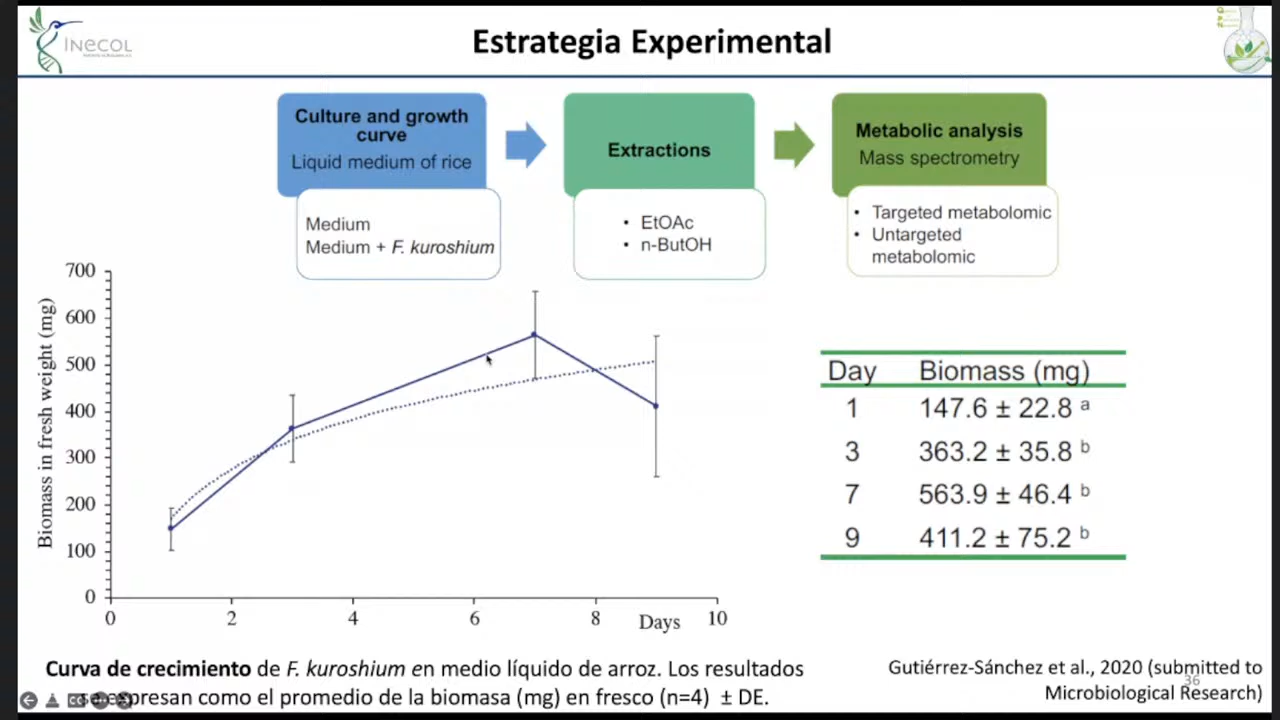 INECOL
Estrategia Experimental
Culture and growth
curve
Liquid medium of rice
Medium
Medium + F. kuroshium
Extractions
• EtOAc
• n-ButOH
Metabolic analysis
Mass spectrometry
• Targeted metabolomic
• Untargeted
metabolomic
Biomass in fresh weight (mg)
700
600
500
400
300
200
100
0
0 2 4 6 8 10
Days
Day Biomass (mg)
1 147.6 ± 22.8 a
3 363.2 ± 35.8 b
7 563.9 ± 46.4 b
9 411.2 ± 75.2 b
Curva de crecimiento de F. kuroshium en medio líquido de arroz. Los resultados
expresan como el promedio de la biomasa (mg) en fresco (n=4) ± DE.
Gutiérrez-Sánchez et al., 2020 (submitted to
Microbiological Research)
36